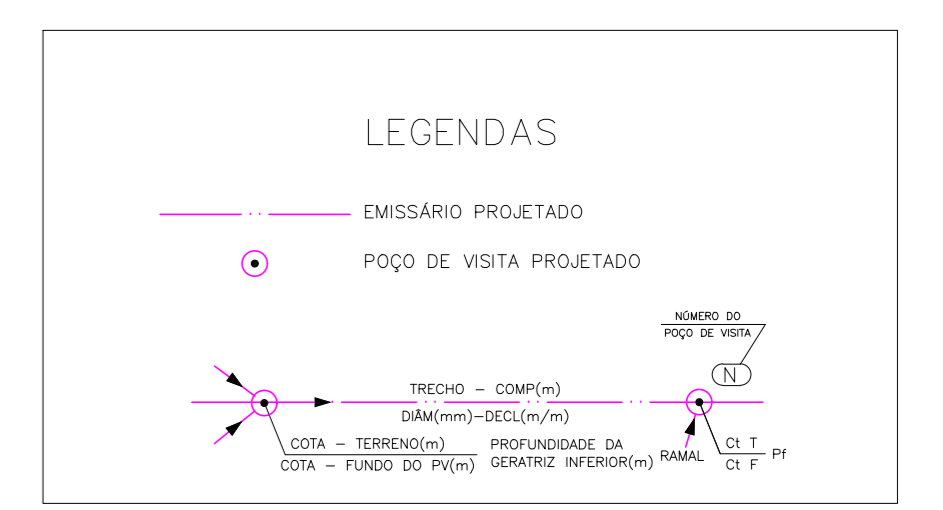 LEGENDAS
EMISSÁRIO PROJETADO
POÇO DE VISITA PROJETADO
NÚMERO DO
POÇO DE VISITA
N
TRECHO - COMP(m)
DIÂM(mm)-DECL(m/m)
COTA - TERRENO(m)
COTA - FUNDO DO PV(m)
PROFUNDIDADE DA
GERATRIZ INFERIOR(m)
RAMAL
Ct T
Ct F
Pf